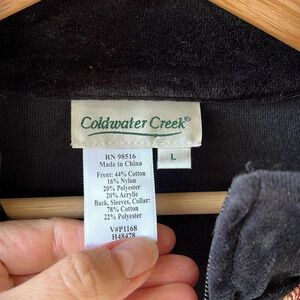 Coldwater Creek®
L
RN 98516
Made in China
Front: 44% Cotton
16% Nylon
20% Polyester
20% Acrylic
Back, Sleeves, Collar:
78% Cotton
22% Polyester
V#P1168
H48478